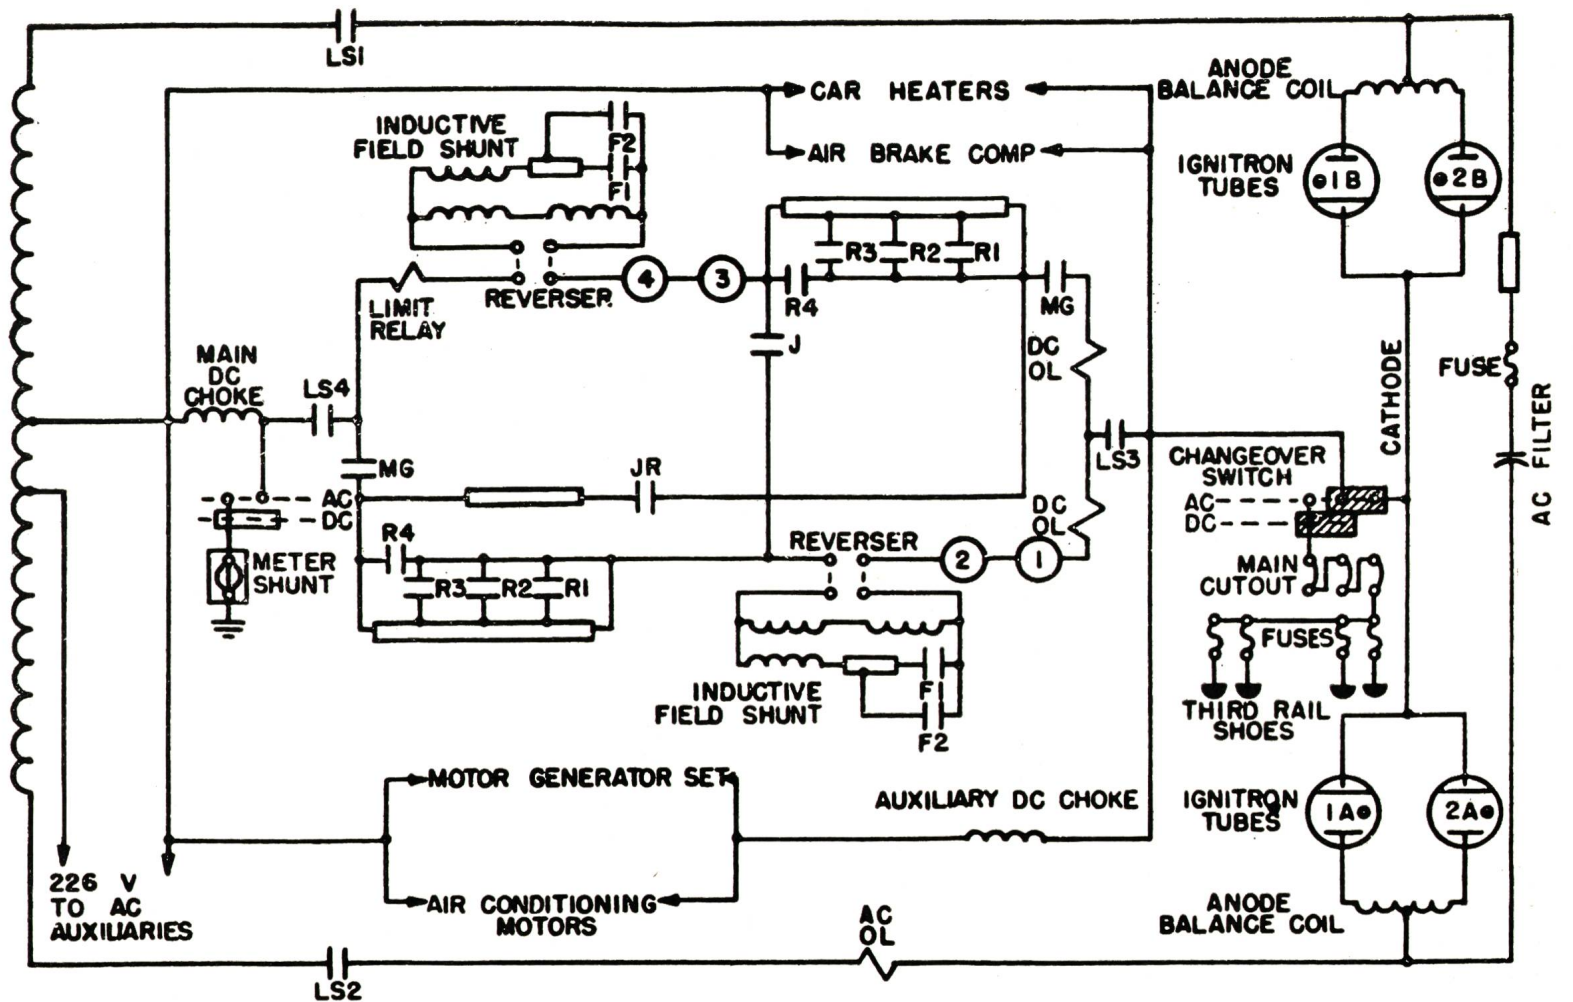 LS1
ANODE
BALANCE COIL
CAR HEATERS
INDUCTIVE
FIELD SHUNT
F2
F1
AIR BRAKE COMP
IGNITRON
TUBES
1B
2B
R3
R2
R1
4
3
REVERSER
R4
MG
LIMIT
RELAY
J
DC
OL
MAIN
DC
CHOKE
LS4
CATHODE
FUSE
AC FILTER
MG
JR
LS3
CHANGEOVER
SWITCH
AC
DC
AC
DC
DC
OL
R4
REVERSER
2
1
METER
SHUNT
R3
R2
R1
MAIN
CUTOUT
FUSES
F1
INDUCTIVE
FIELD SHUNT
F2
THIRD RAIL
SHOES
MOTOR GENERATOR SET
AUXILIARY DC CHOKE
IGNITRON
TUBES
1A
2A
226 V
TO AC
AUXILIARIES
AIR CONDITIONING
MOTORS
AC
OL
ANODE
BALANCE COIL
LS2